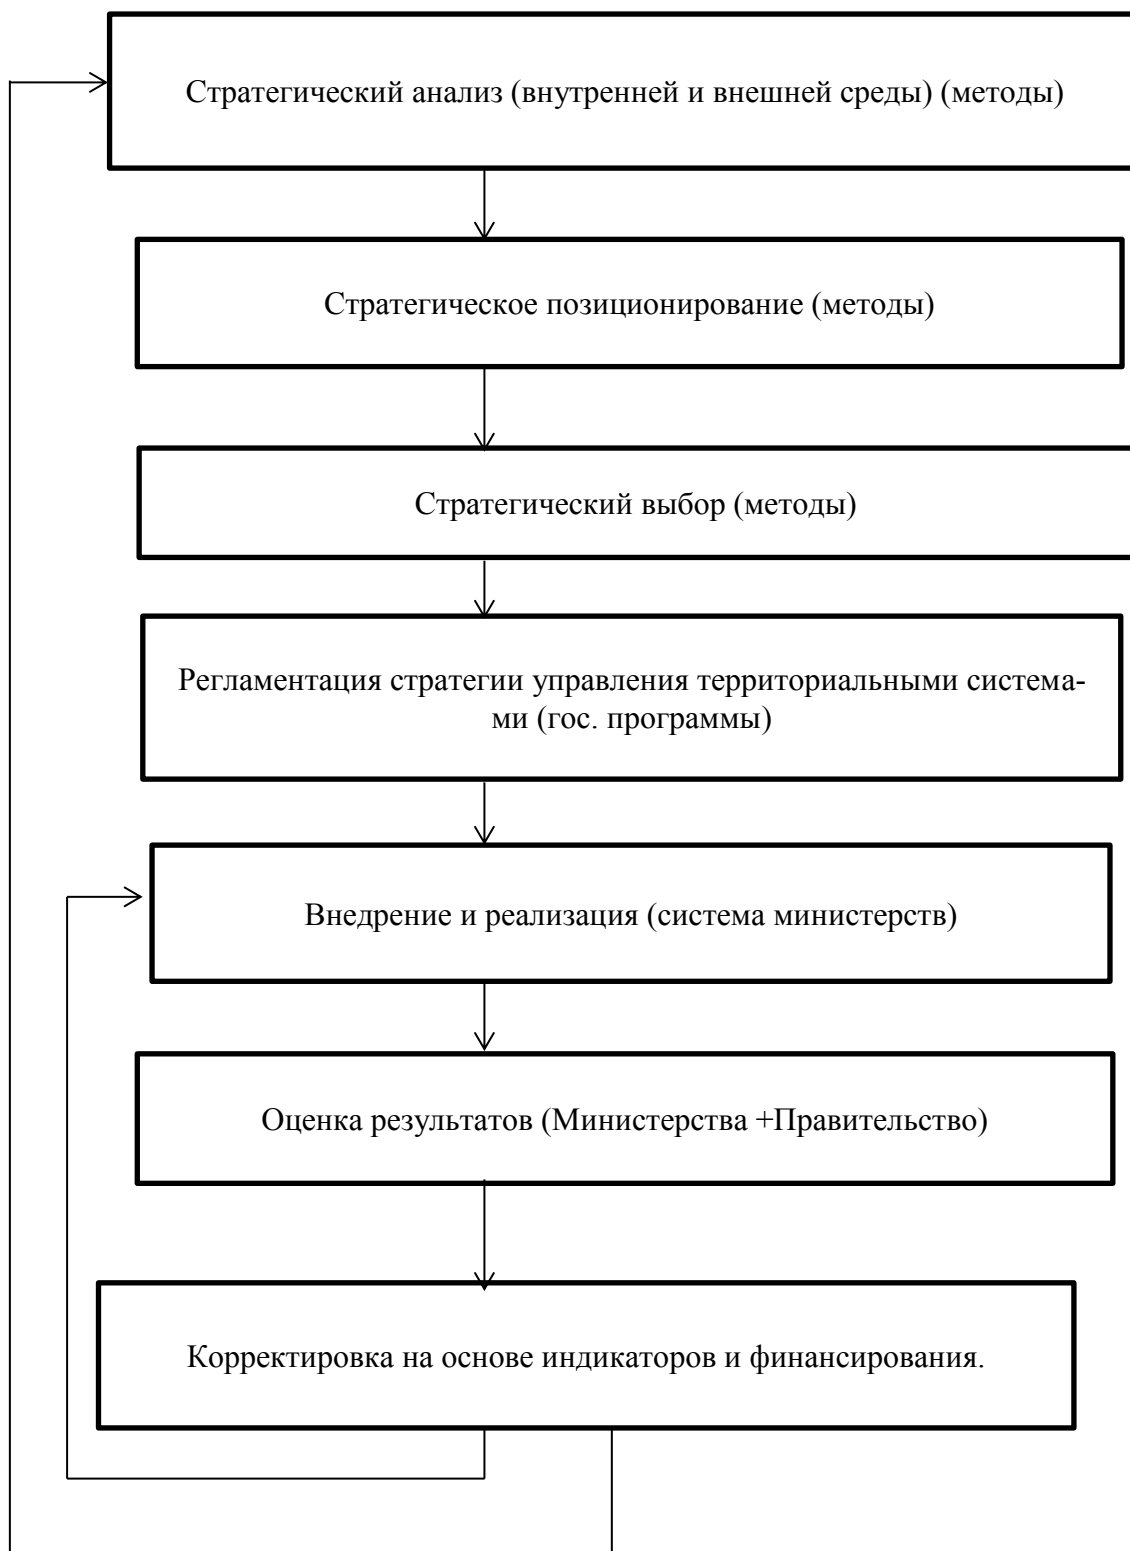 Стратегический анализ (внутренней и внешней среды) (методы)
Стратегическое позиционирование (методы)
Стратегический выбор (методы)
Регламентация стратегии управления территориальными система-
ми (гос. программы)
Внедрение и реализация (система министерств)
Оценка результатов (Министерства +Правительство)
Корректировка на основе индикаторов и финансирования.